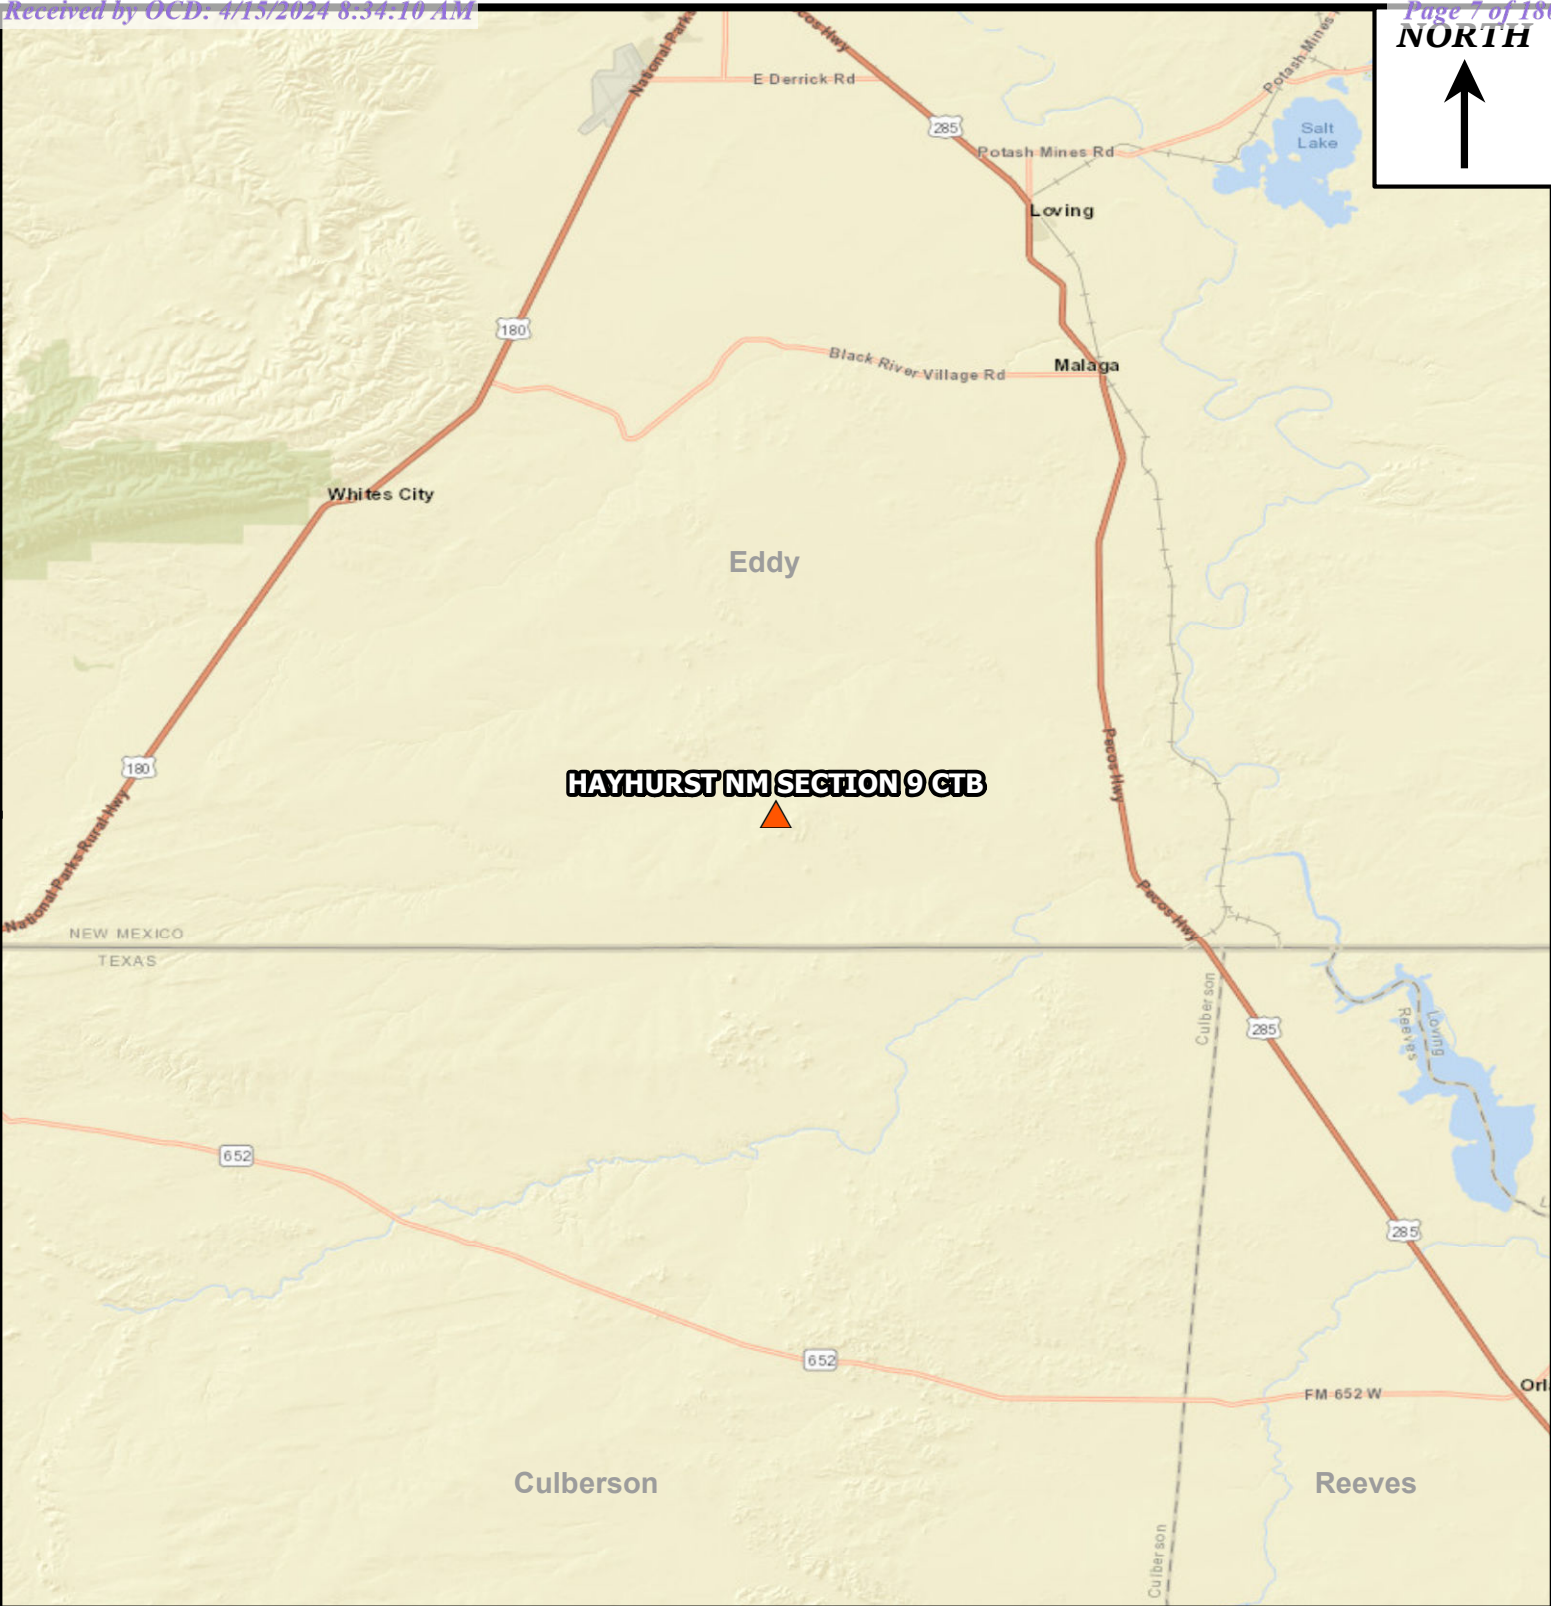 Received by OCD: 4/15/2024 8:34:10 AM
Page 7 of 180
NORTH
National Parks
Pecos Hwy
Potash Mines
E Derrick Rd
285
Salt
Lake
Potash Mines Rd
Loving
180
Black River Village Rd
Malaga
Whites City
Eddy
180
Pecos Hwy
HAYHURST NM SECTION 9 CTB
National Parks Rural Hwy
Pecos Hwy
NEW MEXICO
TEXAS
Culberson
285
Reeves
Loving
652
285
652
FM 652 W
Orl
Culberson
Reeves
Culberson